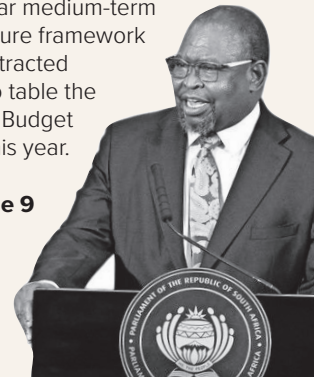 ar medium-term
ure framework
tracted
o table the
Budget
is year.
e 9
PARLIAMENT OF THE REPUBLIC OF SOUTH AFRICA